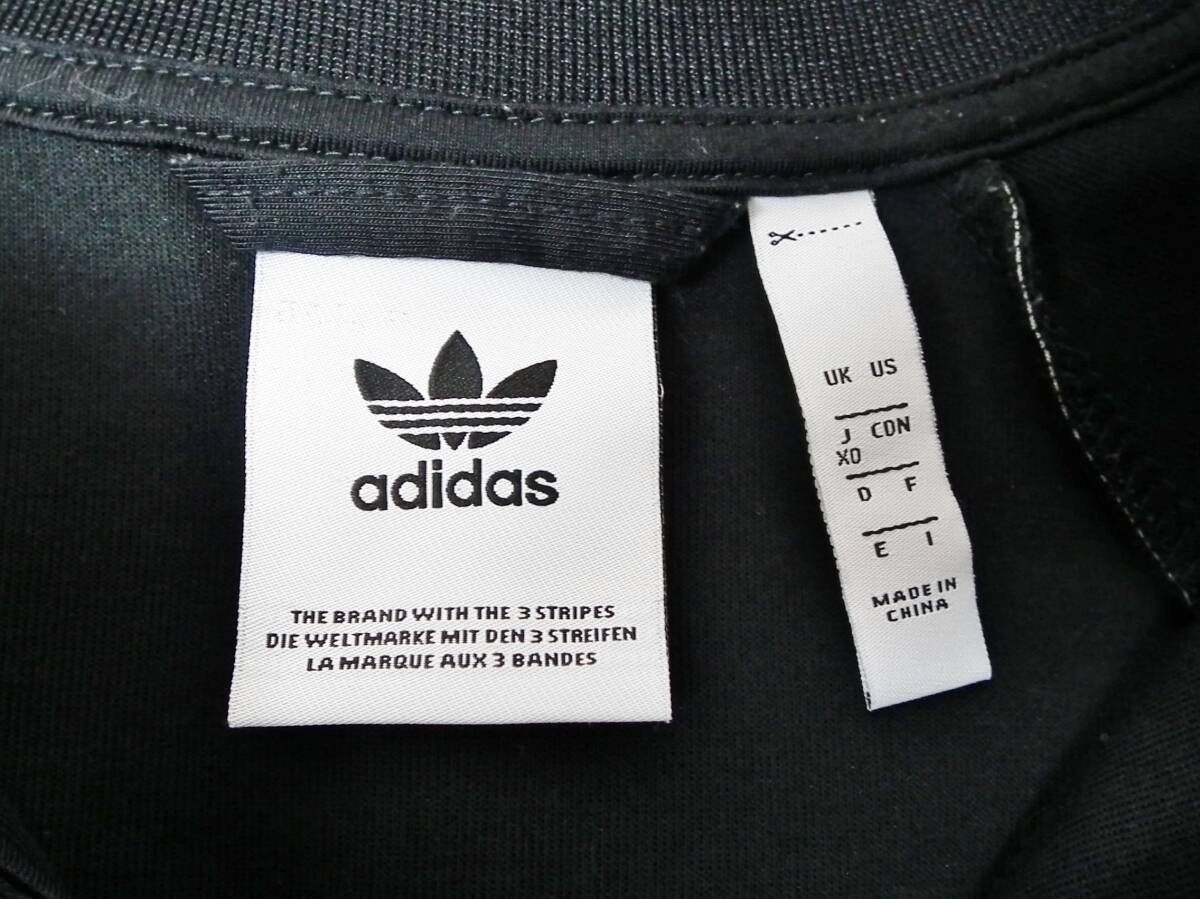 adidas
THE BRAND WITH THE 3 STRIPES
DIE WELTMARKE MIT DEN 3 STREIFEN
LA MARQUE AUX 3 BANDES
UK US
J CDN
XO
D F
E I
MADE IN
CHINA